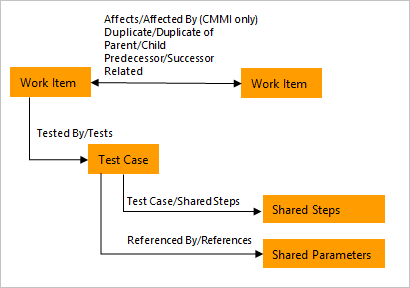 Affects/Affected By (CMMI only)
Duplicate/Duplicate of
Parent/Child
Predecessor/Successor
Related
Work Item
Work Item
Tested By/Tests
Test Case
Test Case/Shared Steps
Shared Steps
Referenced By/References
Shared Parameters